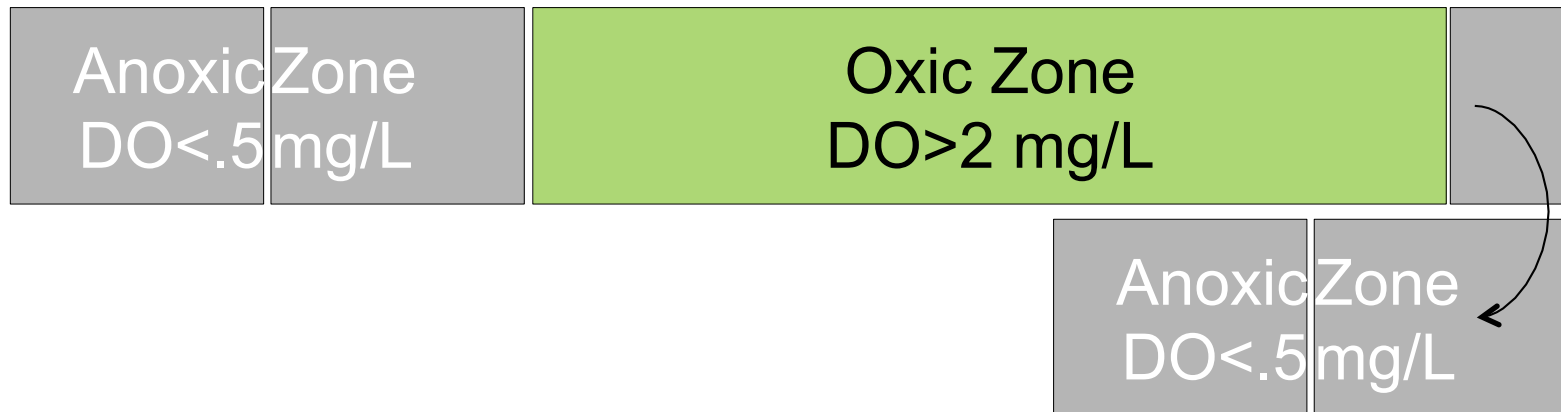 Anoxic Zone
DO<.5 mg/L
Oxic Zone
DO>2 mg/L
Anoxic Zone
DO<.5 mg/L